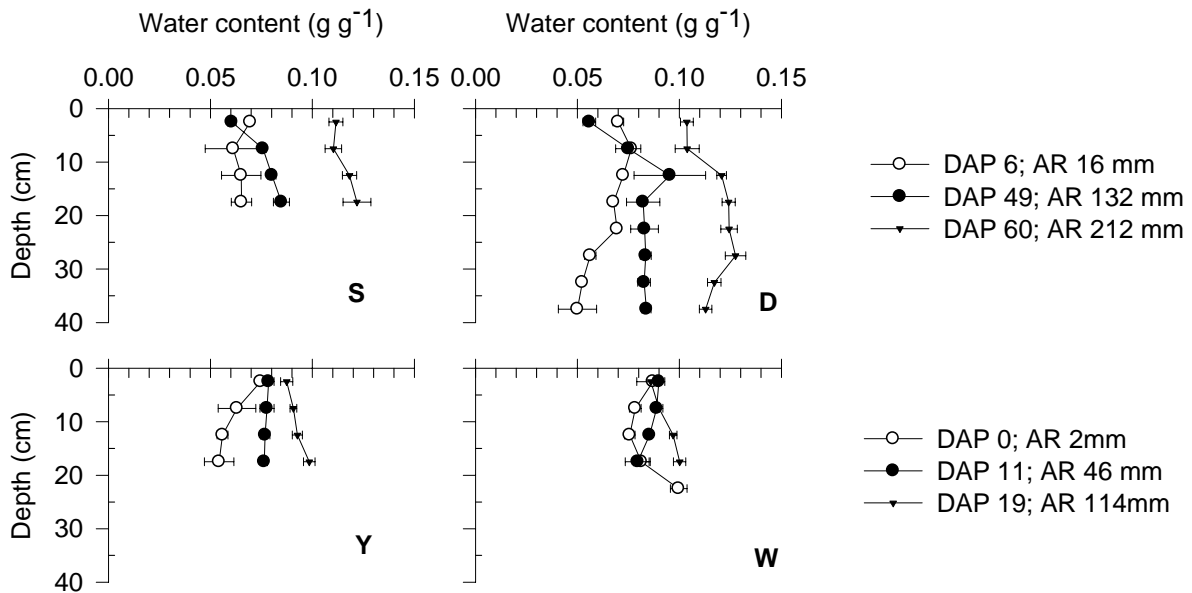 Water content (g g-1) Water content (g g-1)
0.00 0.05 0.10 0.15 0.00 0.05 0.10 0.15
Depth (cm)
0
10
20
30
40
S
D
DAP 6; AR 16 mm
DAP 49; AR 132 mm
DAP 60; AR 212 mm
Depth (cm)
0
10
20
30
40
Y
W
DAP 0; AR 2mm
DAP 11; AR 46 mm
DAP 19; AR 114mm